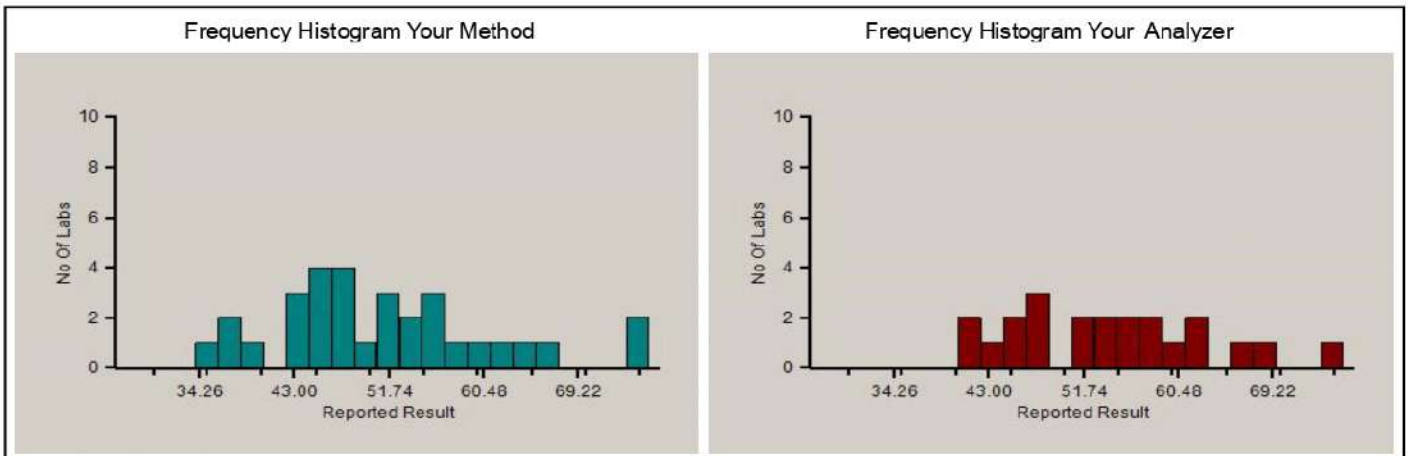 Frequency Histogram Your Method
10
8
6
4
2
0
No Of Labs
34.26 43.00 51.74 60.48 69.22
Reported Result
Frequency Histogram Your Analyzer
10
8
6
4
2
0
No Of Labs
34.26 43.00 51.74 60.48 69.22
Reported Result